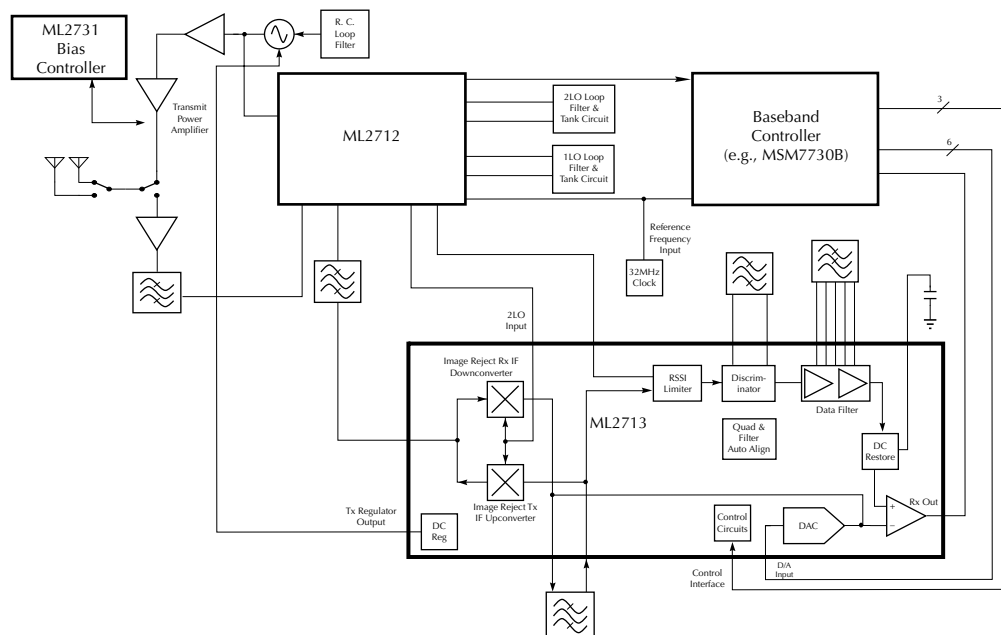 ML2731
Bias
Controller
R. C.
Loop
Filter
Transmit
Power
Amplifier
ML2712
2LO Loop
Filter &
Tank Circuit
1LO Loop
Filter &
Tank Circuit
Baseband
Controller
(e.g., MSM7730B)
3
6
Reference
Frequency
Input
32MHz
Clock
2LO
Input
Image Reject Rx IF
Downconverter
ML2713
RSSI
Limiter
Discrim-
inator
Data Filter
Quad &
Filter
Auto Align
DC
Restore
Image Reject Tx
IF Upconverter
Tx Regulator
Output
DC
Reg
Control
Circuits
DAC
+
–
Rx Out
D/A
Input
Control
Interface